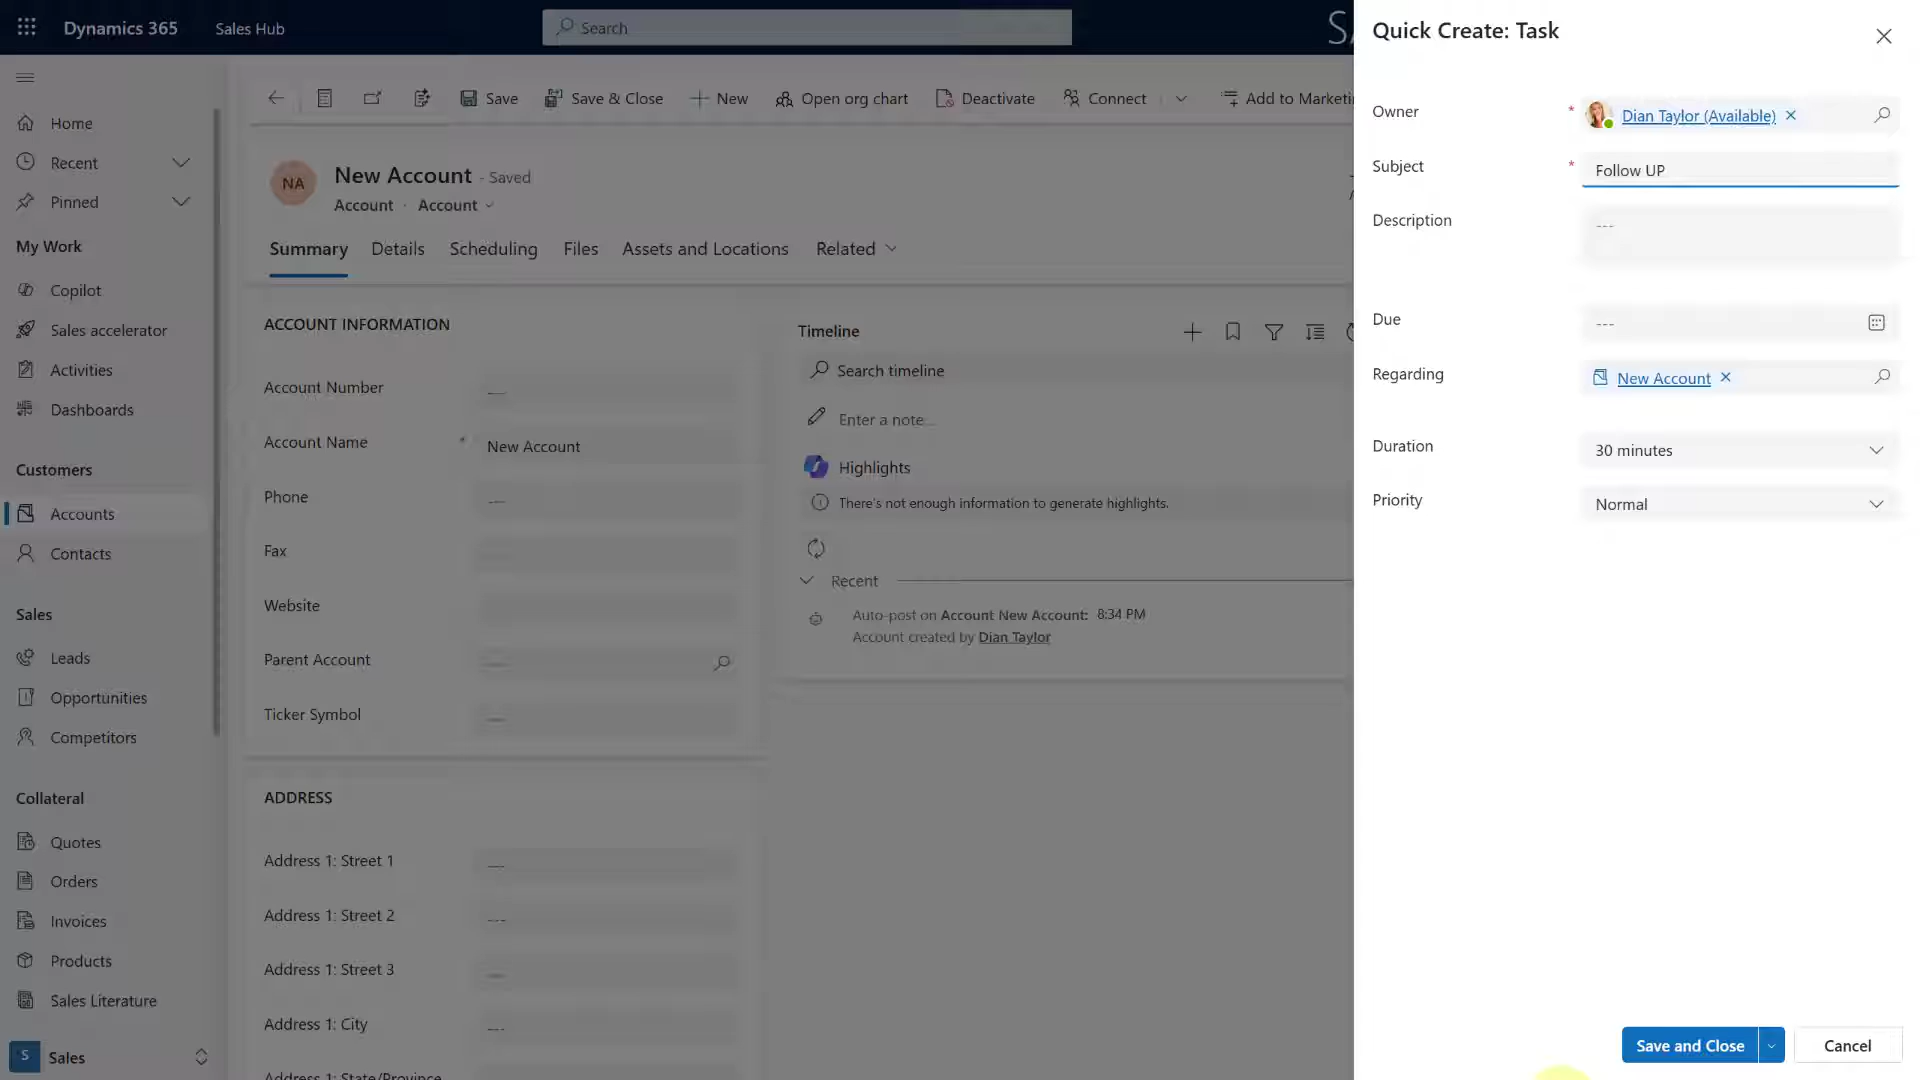 Dynamics 365
Sales Hub
Search
Save
Save & Close
New
Open org chart
Deactivate
Connect
Add to Marketin
Home
Recent
Pinned
My Work
Copilot
Sales accelerator
Activities
Dashboards
Customers
Accounts
Contacts
Sales
Leads
Opportunities
Competitors
Collateral
Quotes
Orders
Invoices
Products
Sales Literature
S Sales
NA
New Account - Saved
Account · Account
Summary
Details
Scheduling
Files
Assets and Locations
Related
ACCOUNT INFORMATION
Account Number ---
Account Name * New Account
Phone ---
Fax
Website
Parent Account ---
Ticker Symbol ---
ADDRESS
Address 1: Street 1 ---
Address 1: Street 2 ---
Address 1: Street 3 ---
Address 1: City ---
Address 1: State/Province
Timeline
Search timeline
Enter a note...
Highlights
There's not enough information to generate highlights.
Recent
Auto-post on Account New Account: 8:34 PM
Account created by Dian Taylor
Quick Create: Task
Owner * Dian Taylor (Available)
Subject * Follow UP
Description ---
Due ---
Regarding New Account
Duration 30 minutes
Priority Normal
Save and Close
Cancel